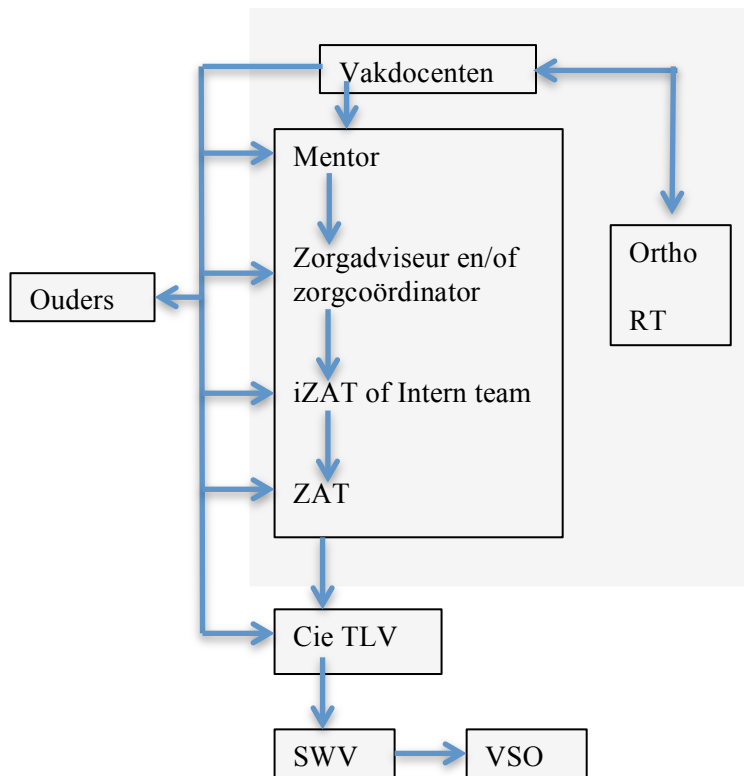 Vakdocenten
Mentor
Zorgadviseur en/of
zorgcoördinator
Ouders
iZAT of Intern team
ZAT
Ortho
RT
Cie TLV
SWV
VSO